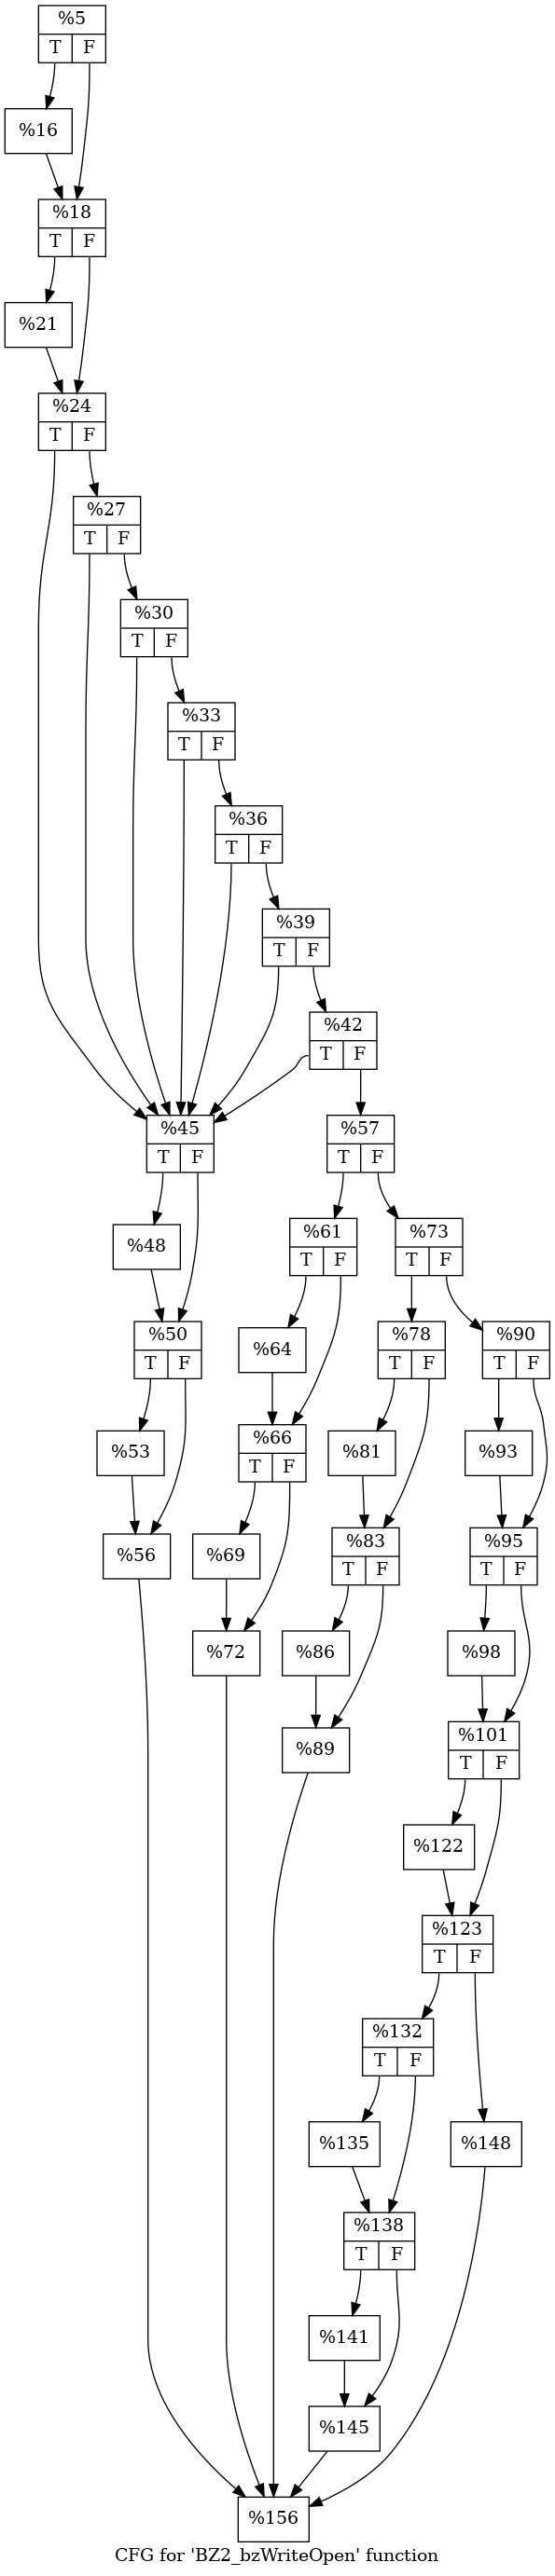 %5
T F
%16
%18
T F
%21
%24
T F
%27
T F
%30
T F
%33
T F
%36
T F
%39
T F
%42
T F
%45
T F
%57
T F
%48
%61
T F
%73
T F
%50
T F
%64
%78
T F
%90
T F
%53
%66
T F
%81
%93
%56
%69
%83
T F
%95
T F
%72
%86
%98
%89
%101
T F
%122
%123
T F
%132
T F
%135
%148
%138
T F
%141
%145
%156
CFG for 'BZ2_bzWriteOpen' function